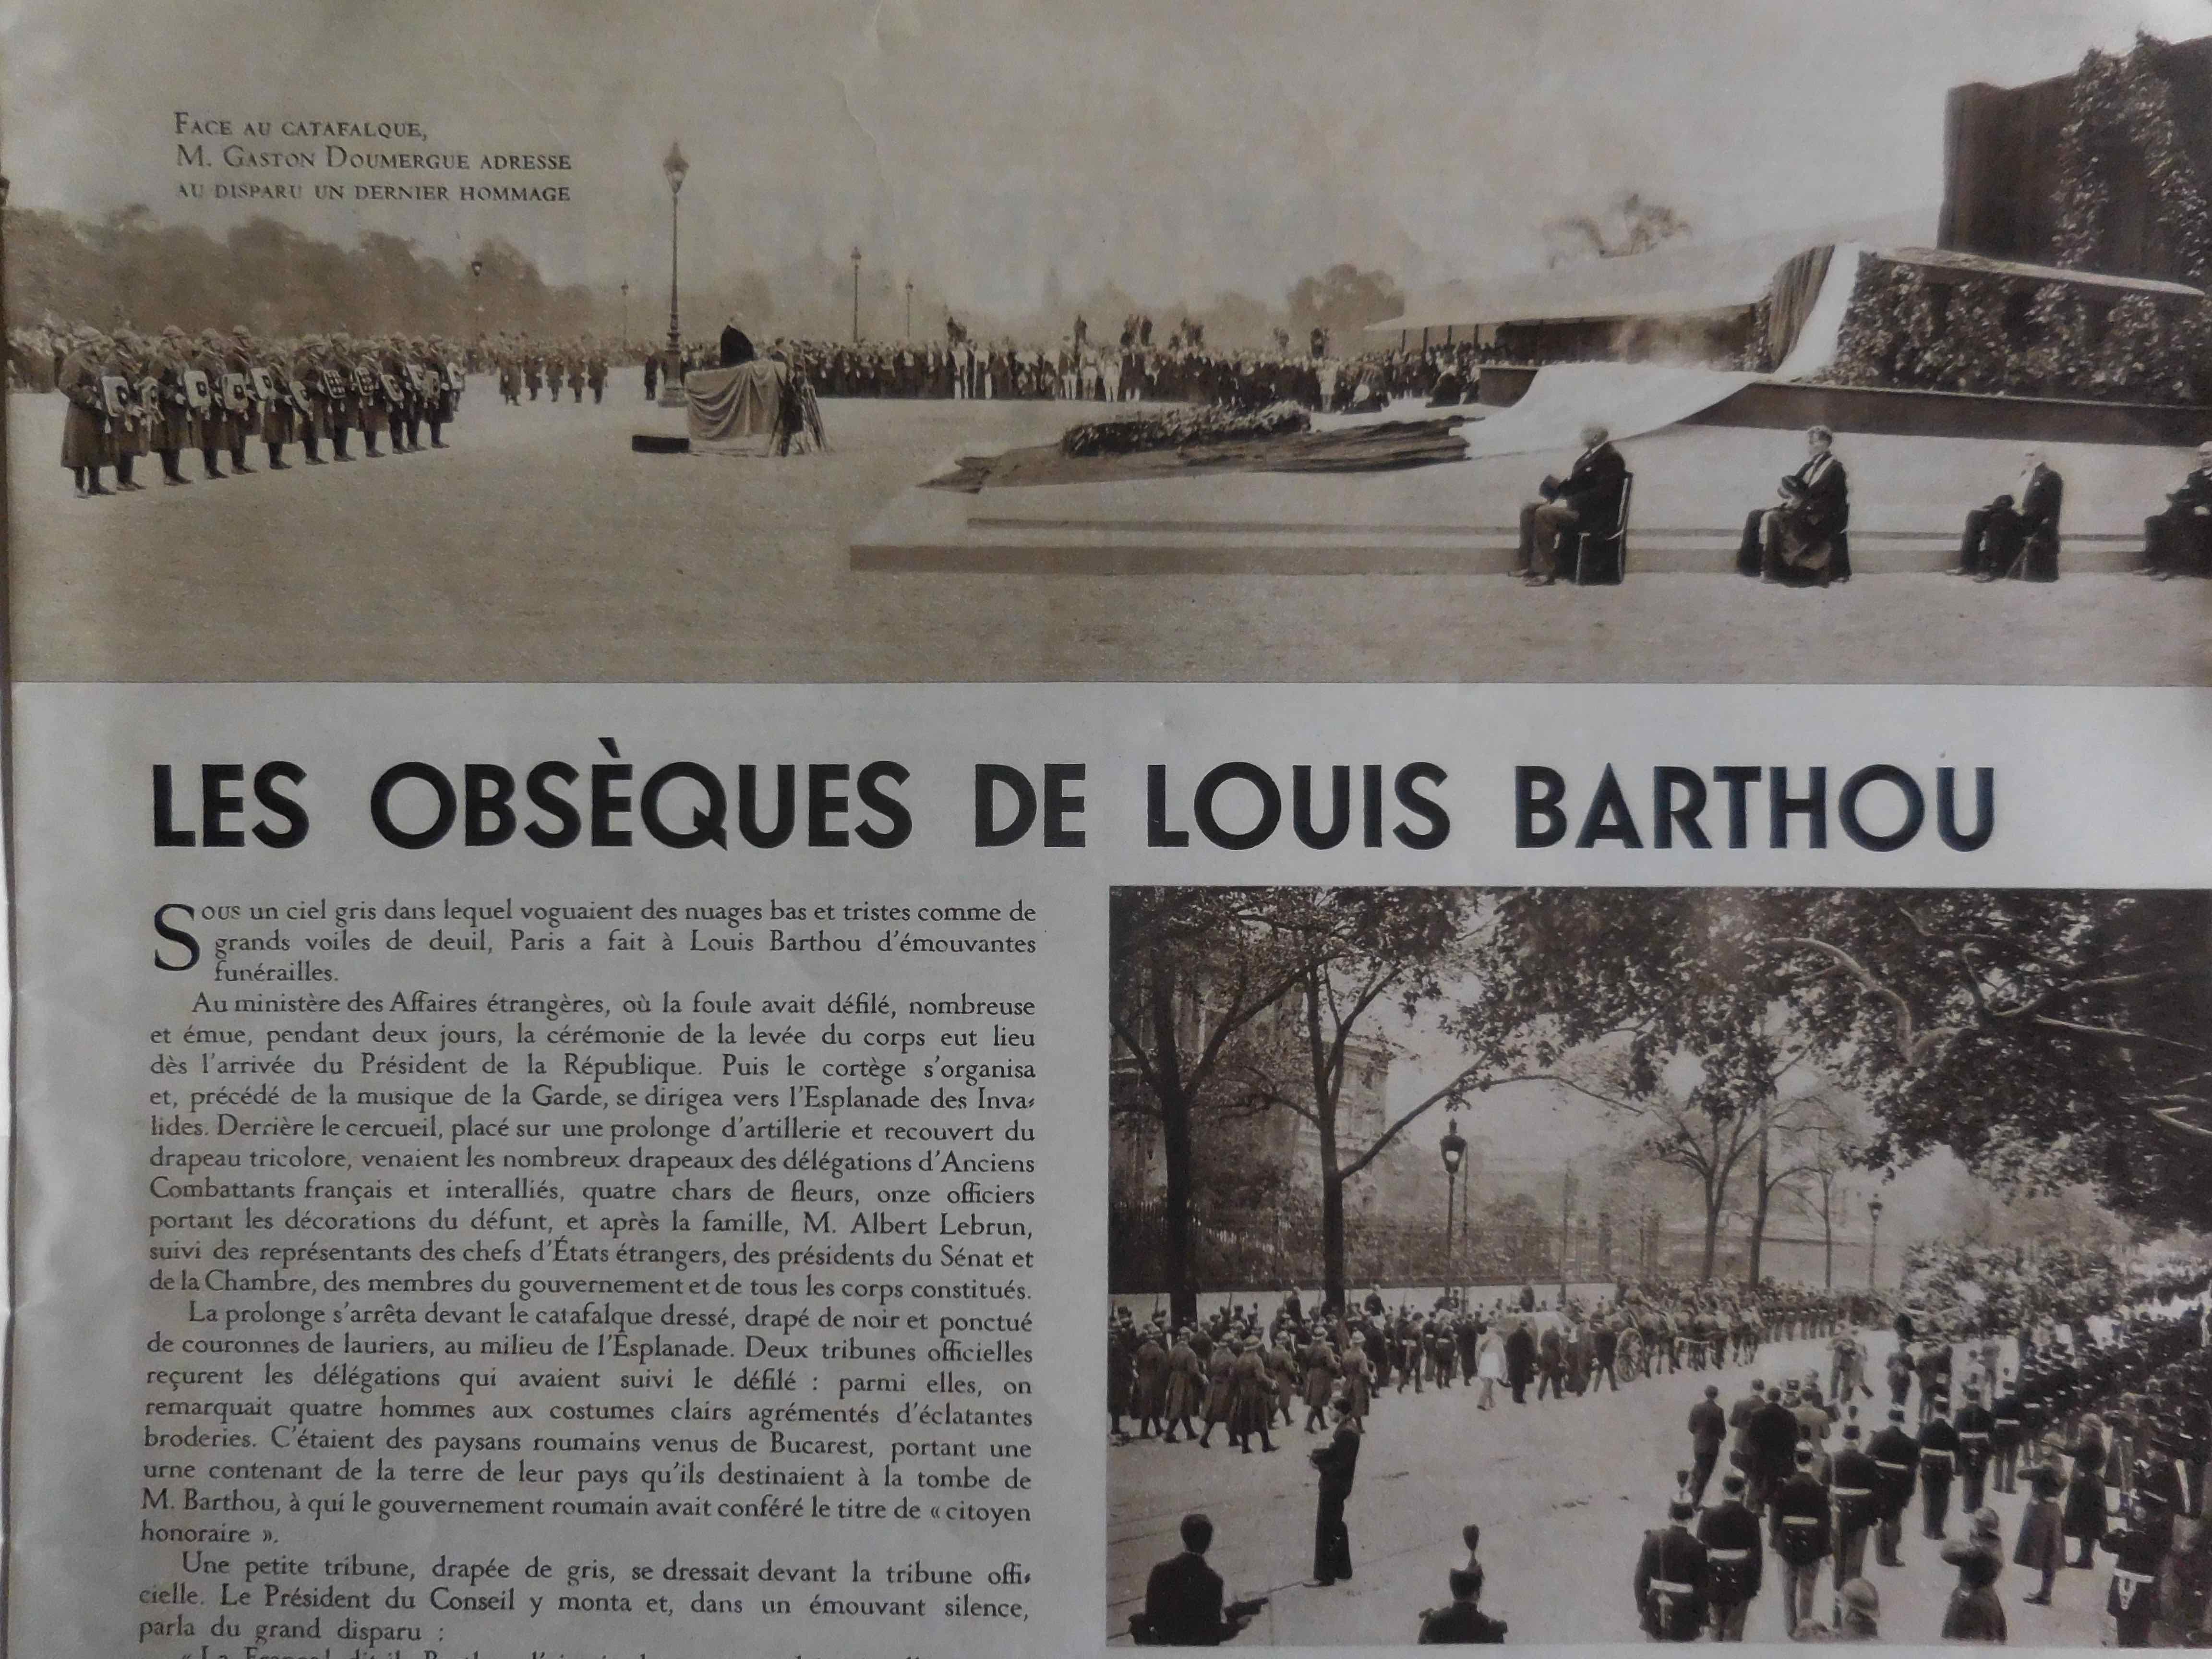 FACE AU CATAFALQUE,
M. GASTON DOUMERGUE ADRESSE
AU DISPARU UN DERNIER HOMMAGE
LES OBSÈQUES DE LOUIS BARTHOU
SOUS un ciel gris dans lequel voguaient des nuages bas et tristes comme de
grands voiles de deuil, Paris a fait à Louis Barthou d'émouvantes
funérailles.
Au ministère des Affaires étrangères, où la foule avait défilé, nombreuse
et émue, pendant deux jours, la cérémonie de la levée du corps eut lieu
dès l'arrivée du Président de la République. Puis le cortège s'organisa
et, précédé de la musique de la Garde, se dirigea vers l'Esplanade des Inva-
lides. Derrière le cercueil, placé sur une prolonge d'artillerie et recouvert du
drapeau tricolore, venaient les nombreux drapeaux des délégations d'Anciens
Combattants français et interalliés, quatre chars de fleurs, onze officiers
portant les décorations du défunt, et après la famille, M. Albert Lebrun,
suivi des représentants des chefs d'États étrangers, des présidents du Sénat et
de la Chambre, des membres du gouvernement et de tous les corps constitués.
La prolonge s'arrêta devant le catafalque dressé, drapé de noir et ponctué
de couronnes de lauriers, au milieu de l'Esplanade. Deux tribunes officielles
reçurent les délégations qui avaient suivi le défilé : parmi elles, on
remarquait quatre hommes aux costumes clairs agrémentés d'éclatantes
broderies. C'étaient des paysans roumains venus de Bucarest, portant une
urne contenant de la terre de leur pays qu'ils destinaient à la tombe de
M. Barthou, à qui le gouvernement roumain avait conféré le titre de « citoyen
honoraire ».
Une petite tribune, drapée de gris, se dressait devant la tribune offi-
cielle. Le Président du Conseil y monta et, dans un émouvant silence,
parla du grand disparu :